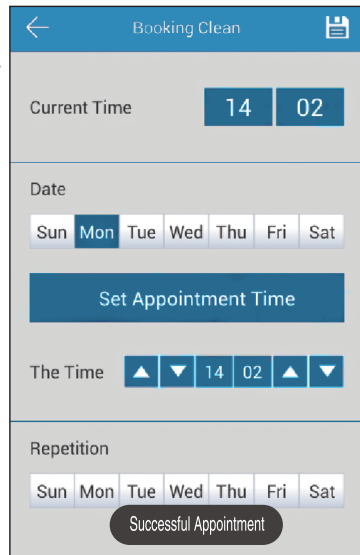 Booking Clean
Current Time 14 02
Date
Sun Mon Tue Wed Thu Fri Sat
Set Appointment Time
The Time 14 02
Repetition
Sun Mon Tue Wed Thu Fri Sat
Successful Appointment